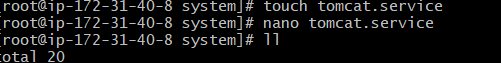 [root@ip-172-31-40-8 system]# touch tomcat.service
[root@ip-172-31-40-8 system]# nano tomcat.service
[root@ip-172-31-40-8 system]# ll
total 20